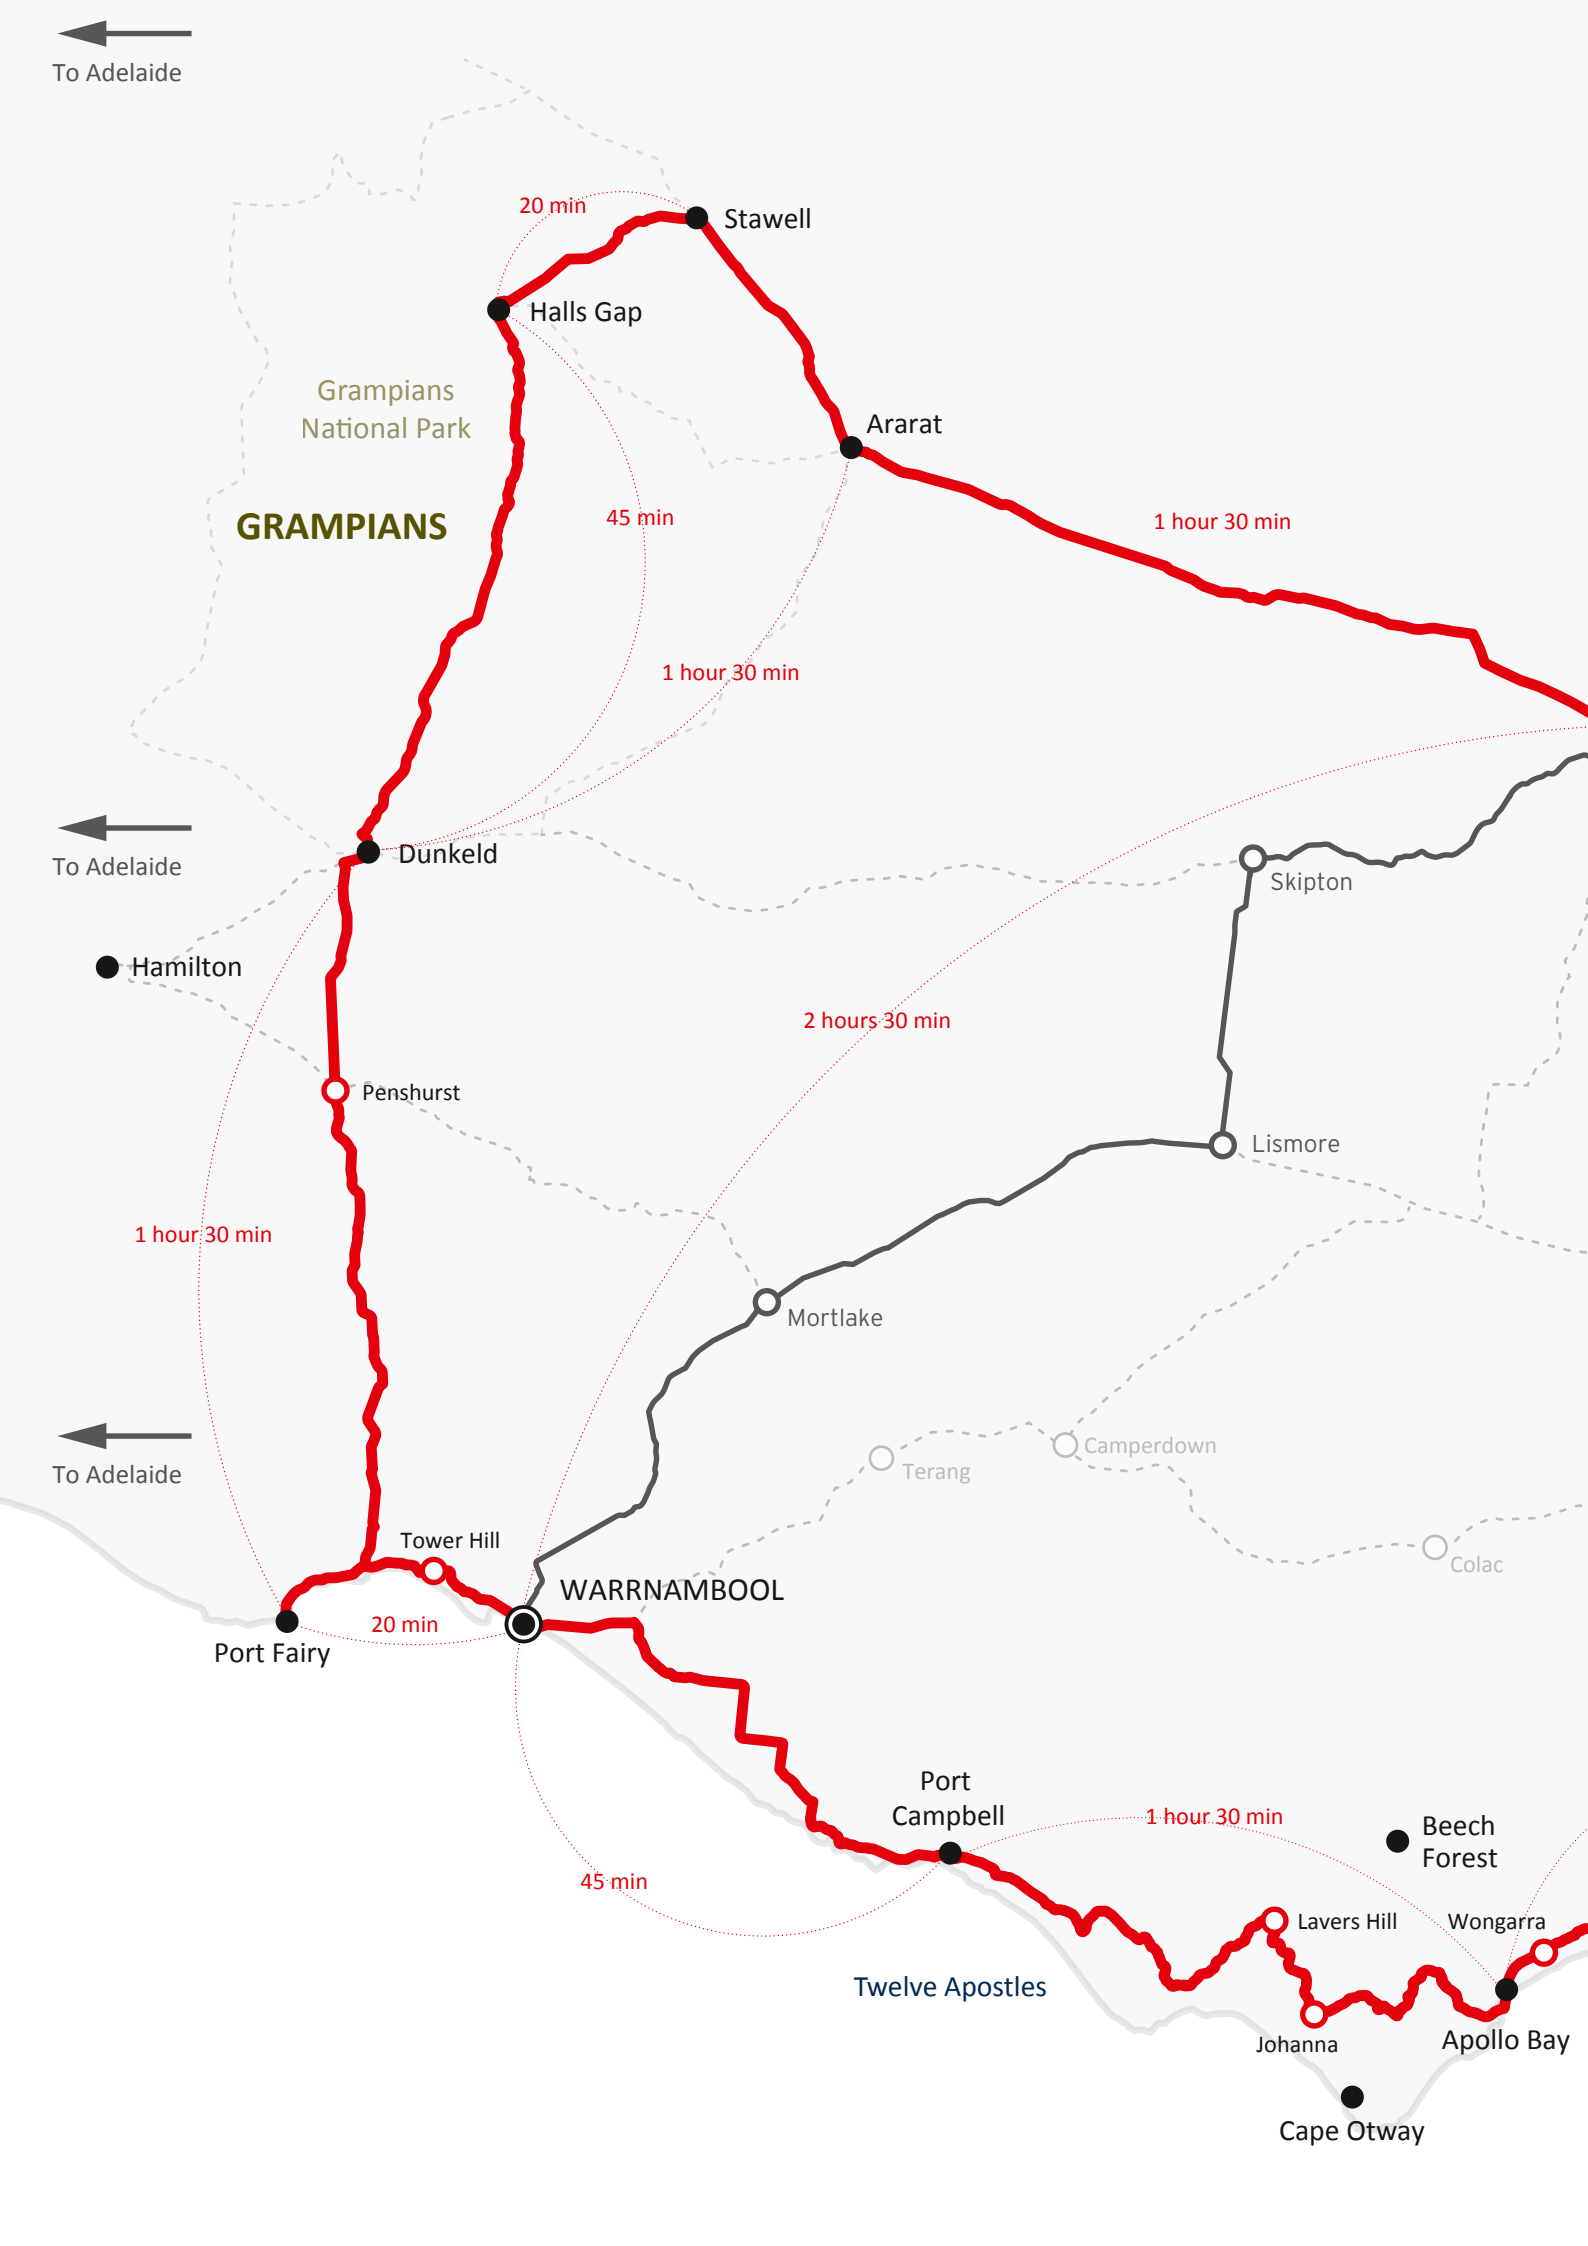 To Adelaide
20 min
Stawell
Halls Gap
Grampians
National Park
Ararat
GRAMPIANS
45 min
1 hour 30 min
1 hour 30 min
To Adelaide
Dunkeld
Skipton
Hamilton
2 hours 30 min
Penshurst
Lismore
1 hour 30 min
Mortlake
To Adelaide
Camperdown
Terang
Tower Hill
Colac
WARRNAMBOOL
20 min
Port Fairy
Port
Campbell
1 hour 30 min
Beech
Forest
45 min
Lavers Hill
Wongarra
Twelve Apostles
Johanna
Apollo Bay
Cape Otway